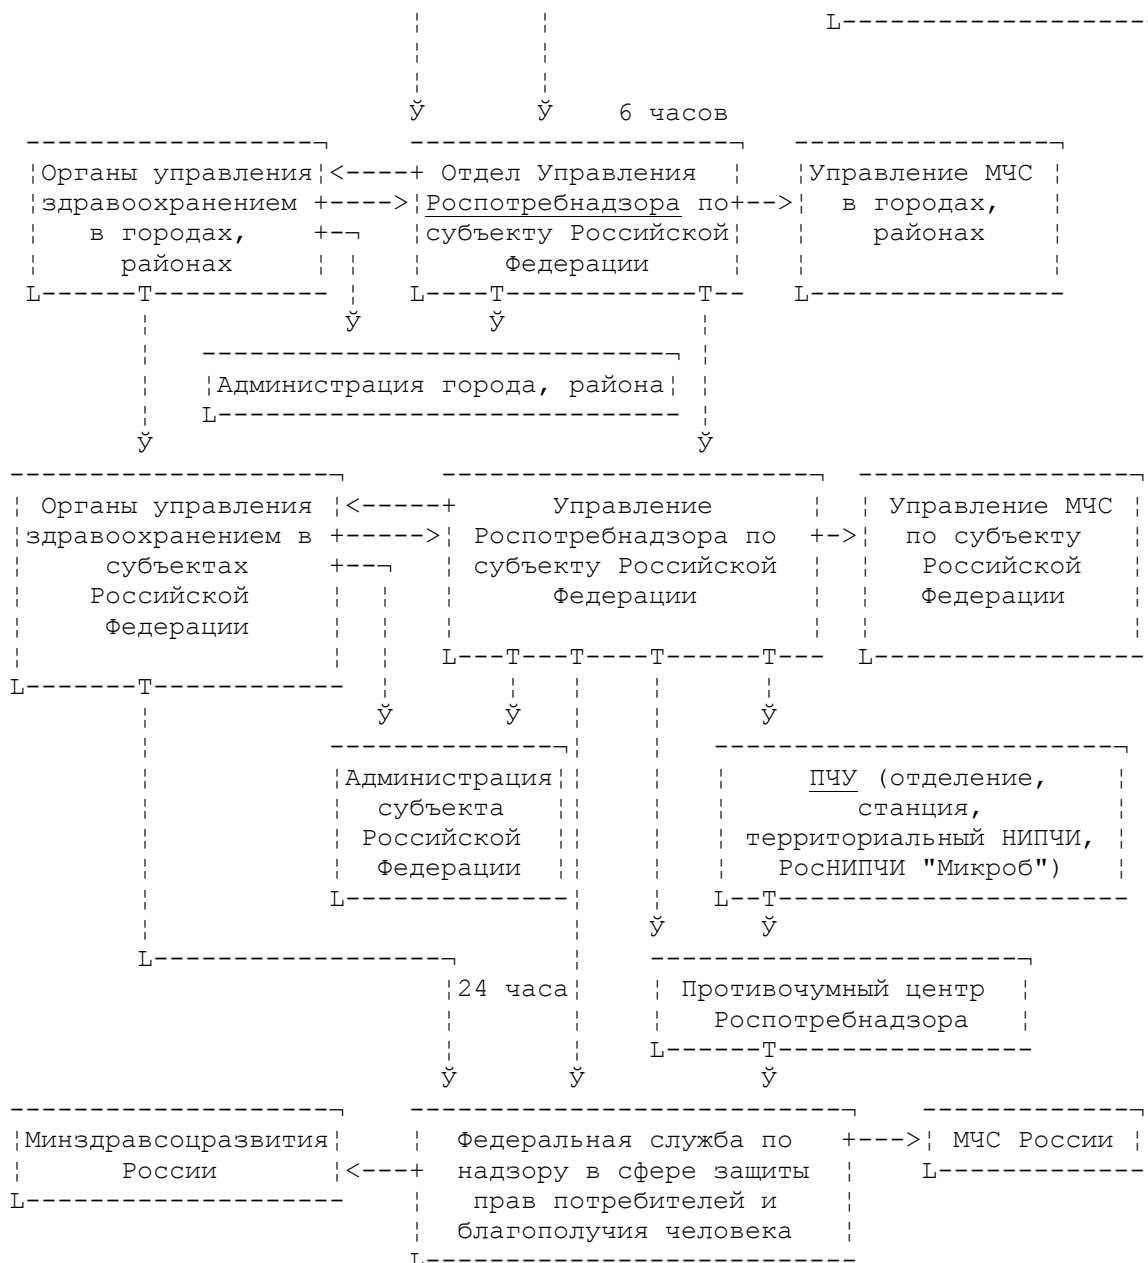 6 часов
Органы управления
здравоохранением
в городах,
районах
Отдел Управления
Роспотребнадзора по
субъекту Российской
Федерации
Управление МЧС
в городах,
районах
Администрация города, района
Органы управления
здравоохранением в
субъектах
Российской
Федерации
Управление
Роспотребнадзора по
субъекту Российской
Федерации
Управление МЧС
по субъекту
Российской
Федерации
Администрация
субъекта
Российской
Федерации
ПЧУ (отделение,
станция,
территориальный НИПЧИ,
РосНИПЧИ "Микроб")
24 часа
Противочумный центр
Роспотребнадзора
Минздравсоцразвития
России
Федеральная служба по
надзору в сфере защиты
прав потребителей и
благополучия человека
МЧС России